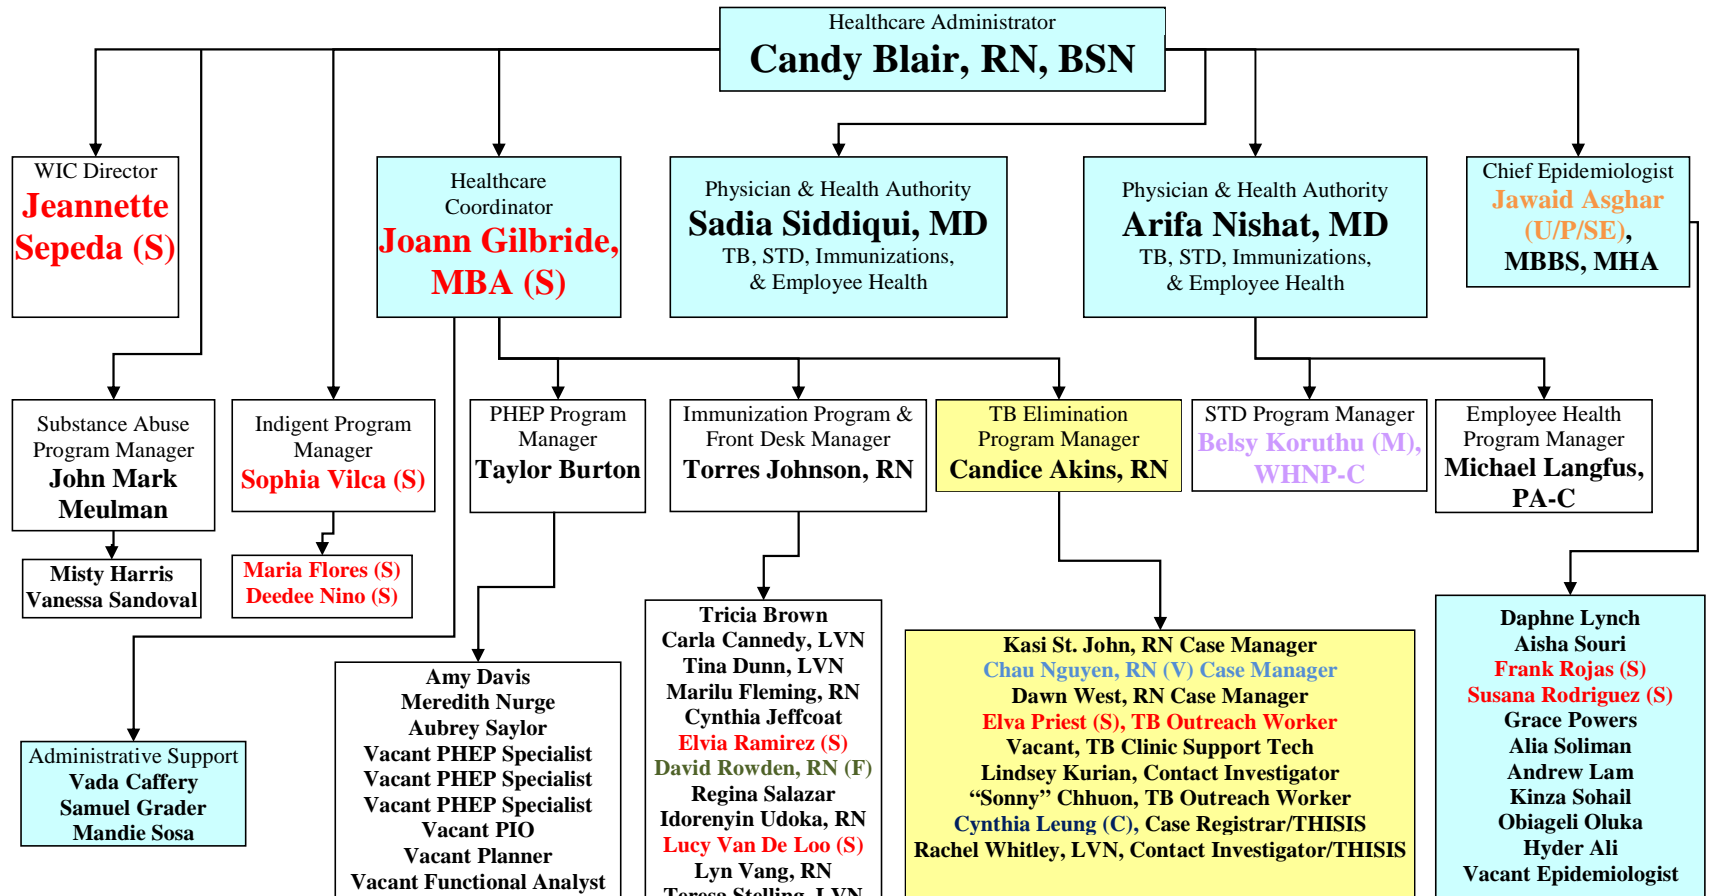 Healthcare Administrator
Candy Blair, RN, BSN
WIC Director
Jeannette
Sepeda (S)
Healthcare
Coordinator
Joann Gilbride,
MBA (S)
Physician & Health Authority
Sadia Siddiqui, MD
TB, STD, Immunizations,
& Employee Health
Physician & Health Authority
Arifa Nishat, MD
TB, STD, Immunizations,
& Employee Health
Chief Epidemiologist
Jawaid Asghar
(U/P/SE),
MBBS, MHA
Substance Abuse
Program Manager
John Mark
Meulman
Indigent Program
Manager
Sophia Vilca (S)
PHEP Program
Manager
Taylor Burton
Immunization Program &
Front Desk Manager
Torres Johnson, RN
TB Elimination
Program Manager
Candice Akins, RN
STD Program Manager
Belsy Koruthu (M),
WHNP-C
Employee Health
Program Manager
Michael Langfus,
PA-C
Misty Harris
Vanessa Sandoval
Maria Flores (S)
Deedee Nino (S)
Administrative Support
Vada Caffery
Samuel Grader
Mandie Sosa
Amy Davis
Meredith Nurge
Aubrey Saylor
Vacant PHEP Specialist
Vacant PHEP Specialist
Vacant PHEP Specialist
Vacant PIO
Vacant Planner
Vacant Functional Analyst
Tricia Brown
Carla Cannedy, LVN
Tina Dunn, LVN
Marilu Fleming, RN
Cynthia Jeffcoat
Elvia Ramirez (S)
David Rowden, RN (F)
Regina Salazar
Idorenyin Udoka, RN
Lucy Van De Loo (S)
Lyn Vang, RN
Teresa Stelling, LVN
Kasi St. John, RN Case Manager
Chau Nguyen, RN (V) Case Manager
Dawn West, RN Case Manager
Elva Priest (S), TB Outreach Worker
Vacant, TB Clinic Support Tech
Lindsey Kurian, Contact Investigator
“Sonny” Chhuon, TB Outreach Worker
Cynthia Leung (C), Case Registrar/THISIS
Rachel Whitley, LVN, Contact Investigator/THISIS
Daphne Lynch
Aisha Souri
Frank Rojas (S)
Susana Rodriguez (S)
Grace Powers
Alia Soliman
Andrew Lam
Kinza Sohail
Obiageli Oluka
Hyder Ali
Vacant Epidemiologist